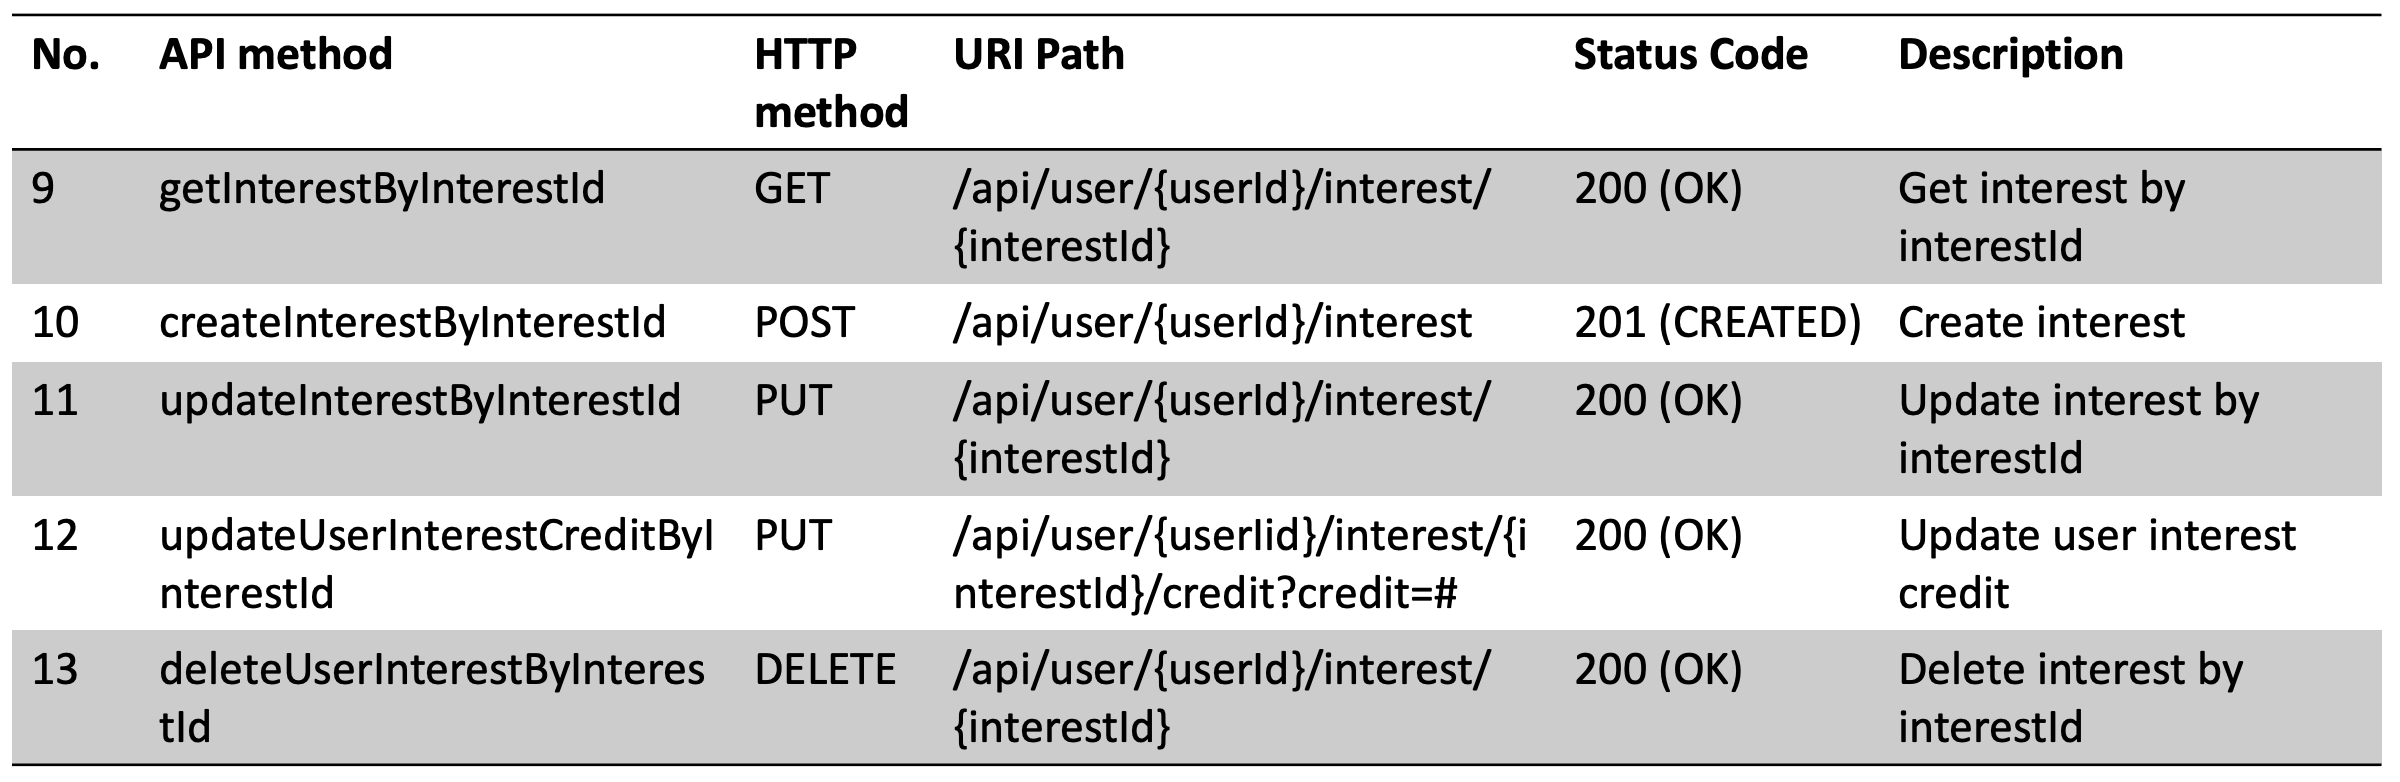 No. API method HTTP method URI Path Status Code Description
9 getInterestByInterestId GET /api/user/{userId}/interest/{interestId} 200 (OK) Get interest by interestId
10 createInterestByInterestId POST /api/user/{userId}/interest 201 (CREATED) Create interest
11 updateInterestByInterestId PUT /api/user/{userId}/interest/{interestId} 200 (OK) Update interest by interestId
12 updateUserInterestCreditByInterestId PUT /api/user/{userIid}/interest/{interestId}/credit?credit=# 200 (OK) Update user interest credit
13 deleteUserInterestByInterestId DELETE /api/user/{userId}/interest/{interestId} 200 (OK) Delete interest by interestId